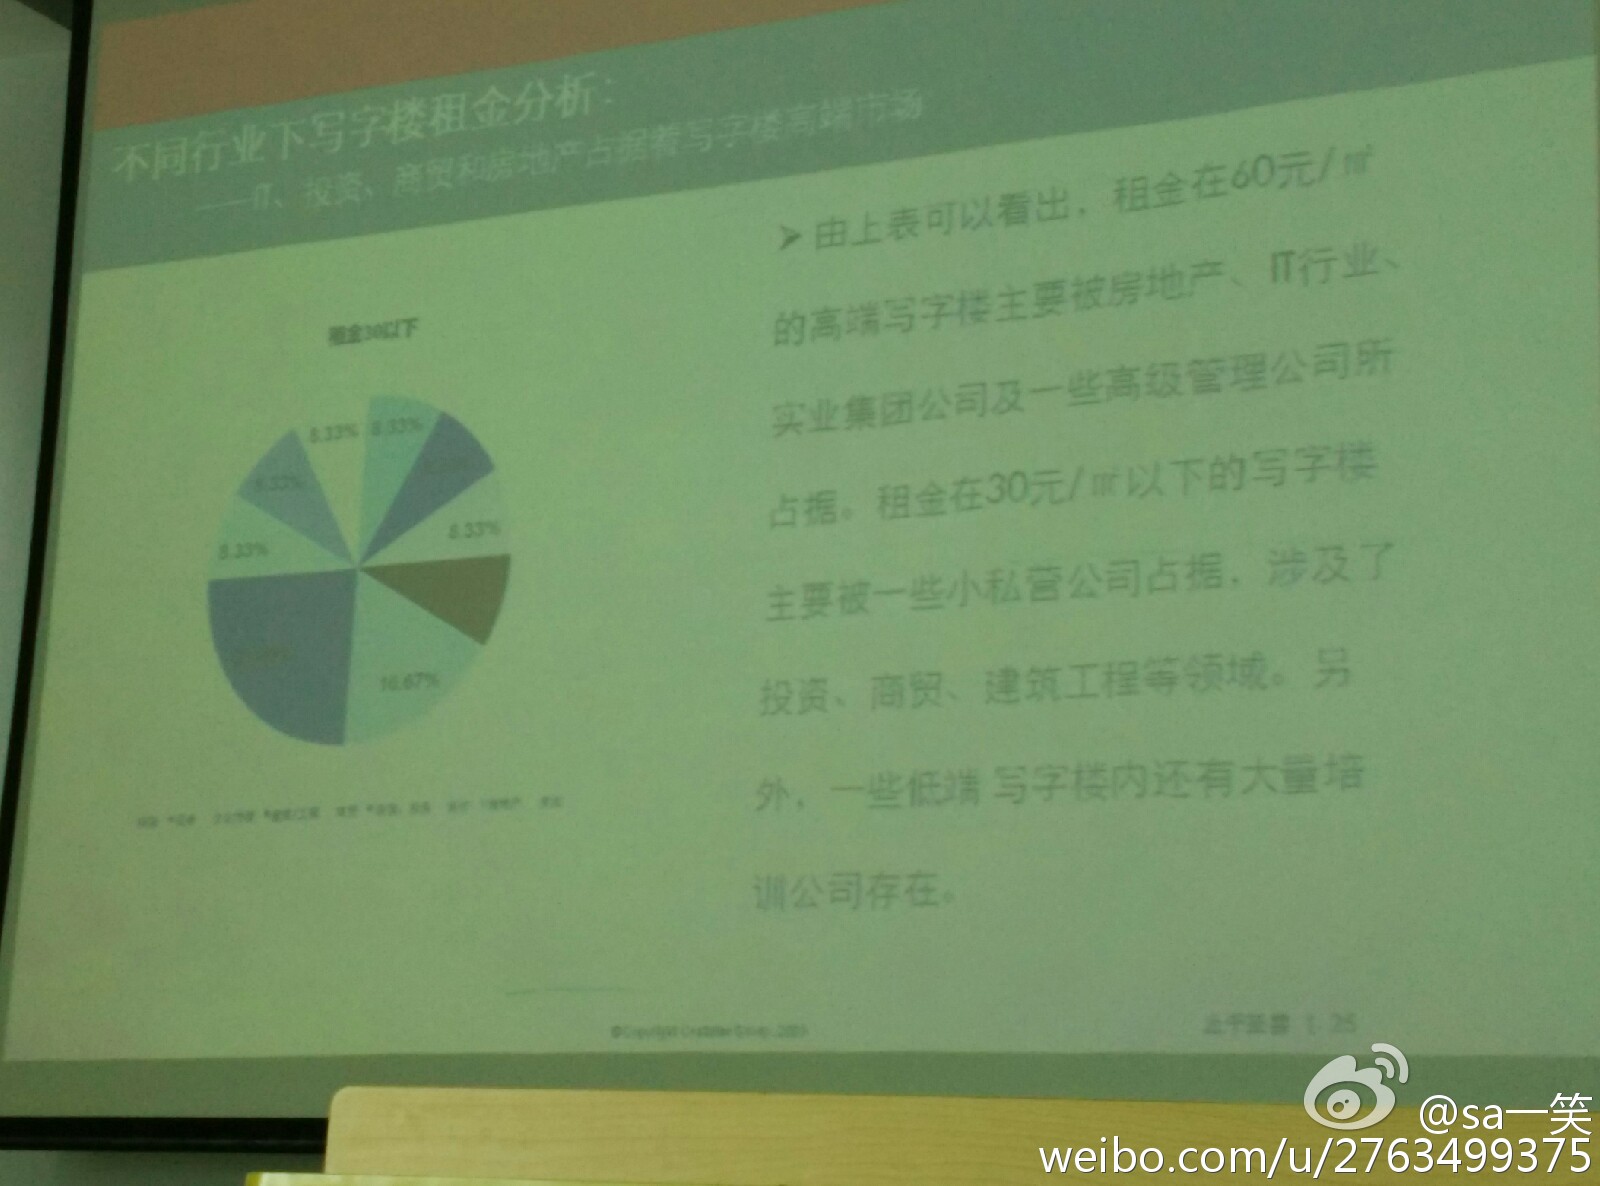 不同行业下写字楼租金分析：
——IT、投资、商贸和房地产占据着写字楼高端市场
租金30以下
8.33% 8.33%
8.33%
8.33%
8.33%
16.67%
➢ 由上表可以看出，租金在60元/㎡
的高端写字楼主要被房地产、IT行业、
实业集团公司及一些高级管理公司所
占据。租金在30元/㎡以下的写字楼
主要被一些小私营公司占据，涉及了
投资、商贸、建筑工程等领域。另
外，一些低端 写字楼内还有大量培
训公司存在。
@sa一笑
weibo.com/u/2763499375